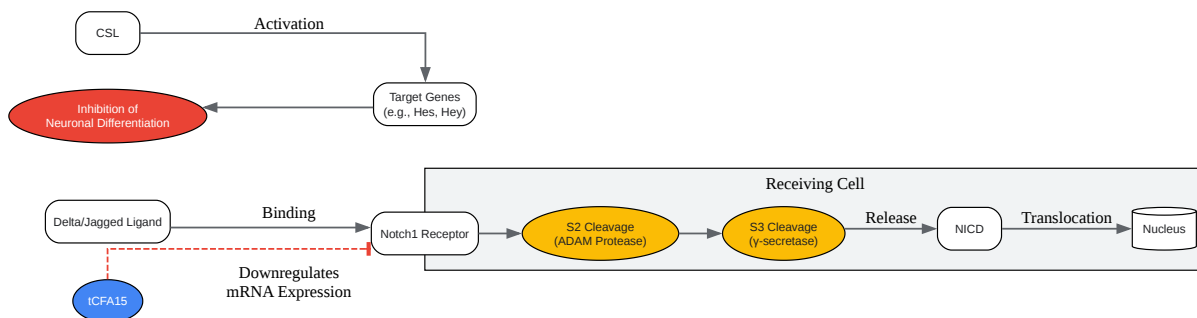 CSL
Activation
Target Genes
(e.g., Hes, Hey)
Inhibition of
Neuronal Differentiation
Receiving Cell
Delta/Jagged Ligand
Binding
Notch1 Receptor
S2 Cleavage
(ADAM Protease)
S3 Cleavage
(γ-secretase)
Release
NICD
Translocation
Nucleus
Downregulates
mRNA Expression
tCFA15